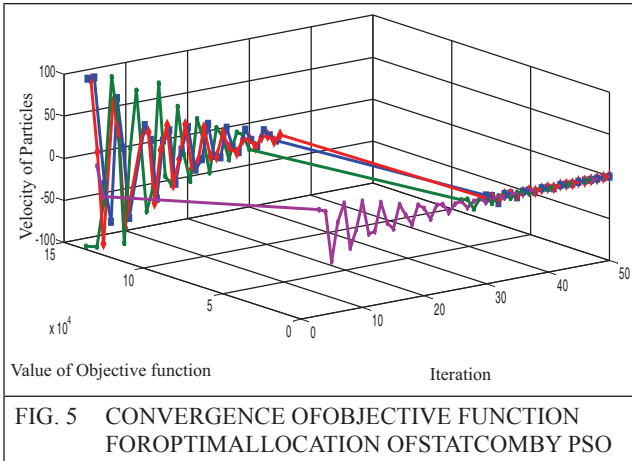 Velocity of Particles
100
50
0
-50
-100
15
10
5
0
x 10⁴
0
10
20
30
40
50
Value of Objective function
Iteration
FIG. 5 CONVERGENCE OFOBJECTIVE FUNCTION
FOROPTIMALLOCATION OFSTATCOMBY PSO